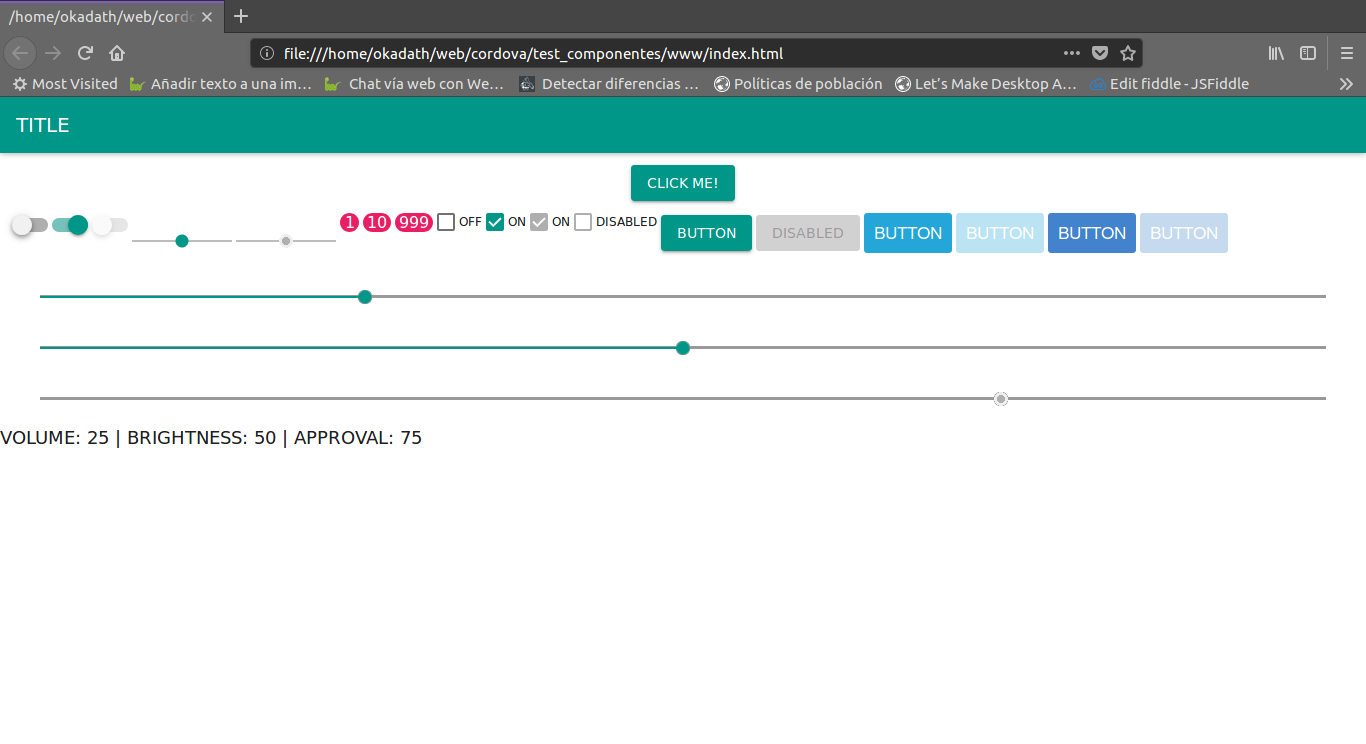 /home/okadath/web/cordo
file:///home/okadath/web/cordova/test_componentes/www/index.html
Most Visited Añadir texto a una im… Chat vía web con We… Detectar diferencias … Políticas de población Let's Make Desktop A… Edit fiddle - JSFiddle
TITLE
CLICK ME!
1 10 999 OFF ON ON DISABLED BUTTON DISABLED BUTTON BUTTON BUTTON BUTTON
VOLUME: 25 | BRIGHTNESS: 50 | APPROVAL: 75